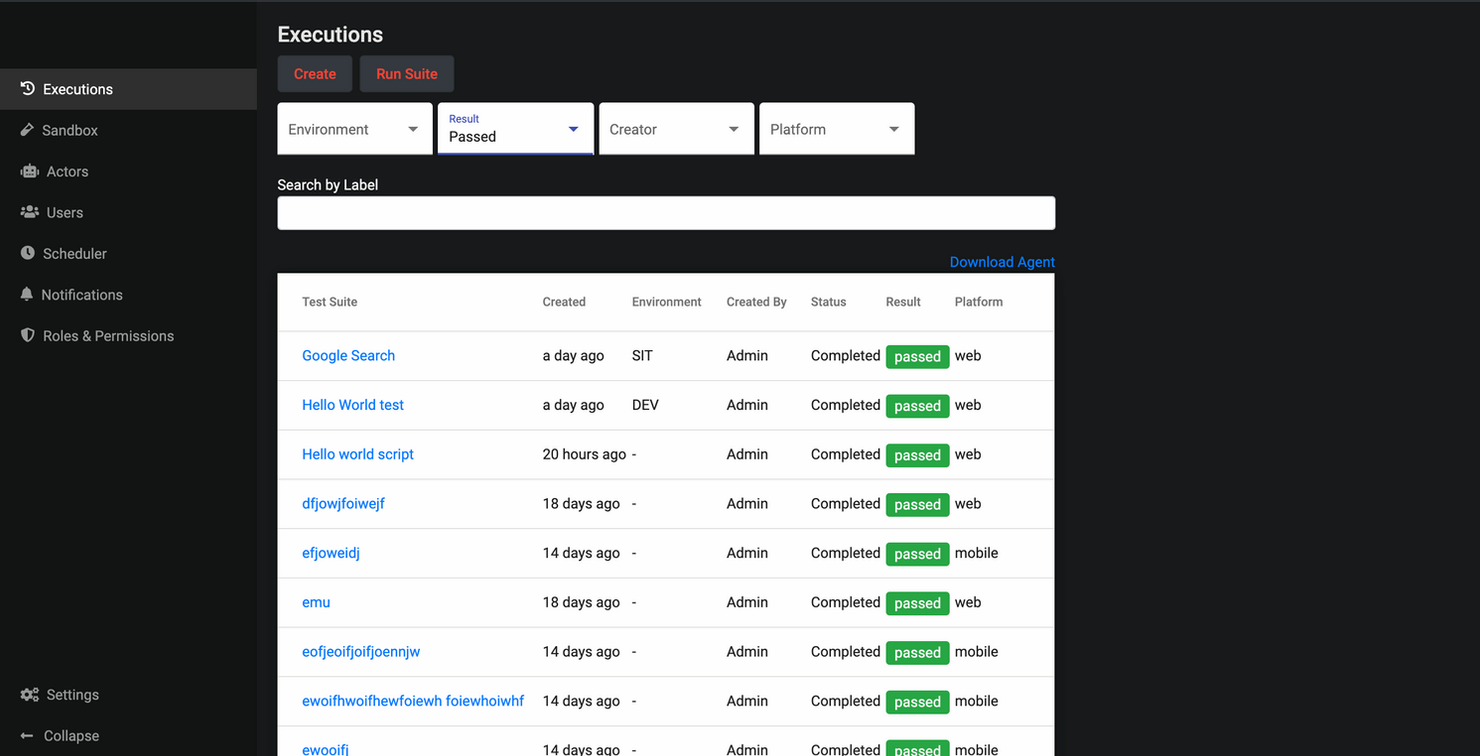 Executions
Sandbox
Actors
Users
Scheduler
Notifications
Roles & Permissions
Settings
Collapse
Executions
Create Run Suite
Environment Result Passed Creator Platform
Search by Label
Download Agent
Test Suite Created Environment Created By Status Result Platform
Google Search a day ago SIT Admin Completed passed web
Hello World test a day ago DEV Admin Completed passed web
Hello world script 20 hours ago - Admin Completed passed web
dfjowjfoiwejf 18 days ago - Admin Completed passed web
efjoweidj 14 days ago - Admin Completed passed mobile
emu 18 days ago - Admin Completed passed web
eofjeoifjoifjoennjw 14 days ago - Admin Completed passed mobile
ewoifhwoifhewfoiewh foiewhoiwhf 14 days ago - Admin Completed passed mobile
ewooifj 14 days ago - Admin Completed passed mobile